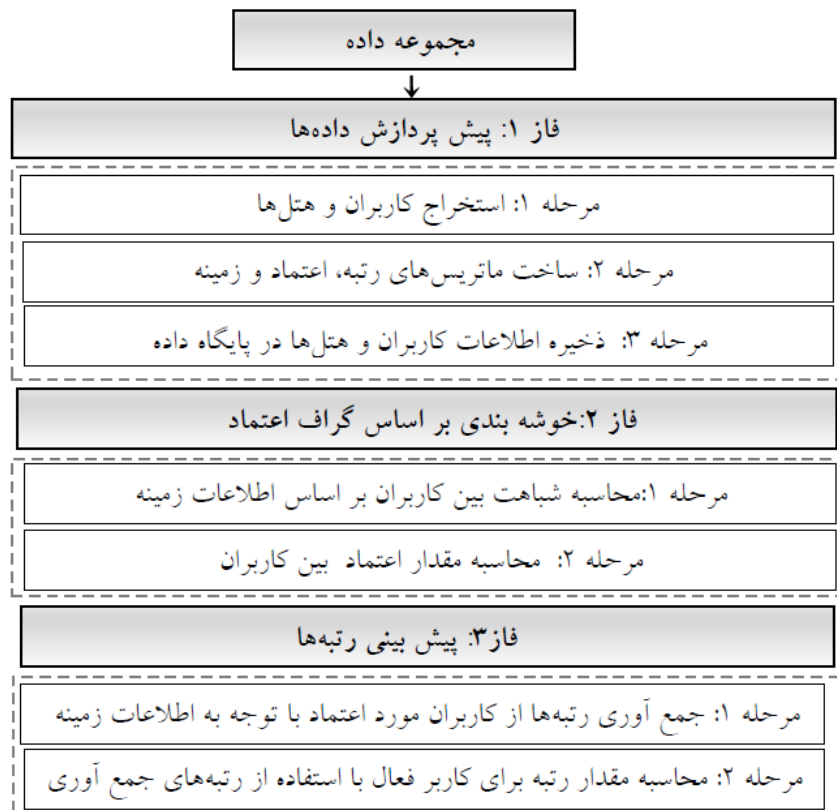 مجموعه داده
فاز ۱: پیش پردازش داده‌ها
مرحله ۱: استخراج کاربران و هتل‌ها
مرحله ۲: ساخت ماتریس‌های رتبه، اعتماد و زمینه
مرحله ۳: ذخیره اطلاعات کاربران و هتل‌ها در پایگاه داده
فاز ۲:خوشه بندی بر اساس گراف اعتماد
مرحله ۱:محاسبه شباهت بین کاربران بر اساس اطلاعات زمینه
مرحله ۲: محاسبه مقدار اعتماد بین کاربران
فاز۳: پیش بینی رتبه‌ها
مرحله ۱: جمع آوری رتبه‌ها از کاربران مورد اعتماد با توجه به اطلاعات زمینه
مرحله ۲: محاسبه مقدار رتبه برای کاربر فعال با استفاده از رتبه‌های جمع آوری